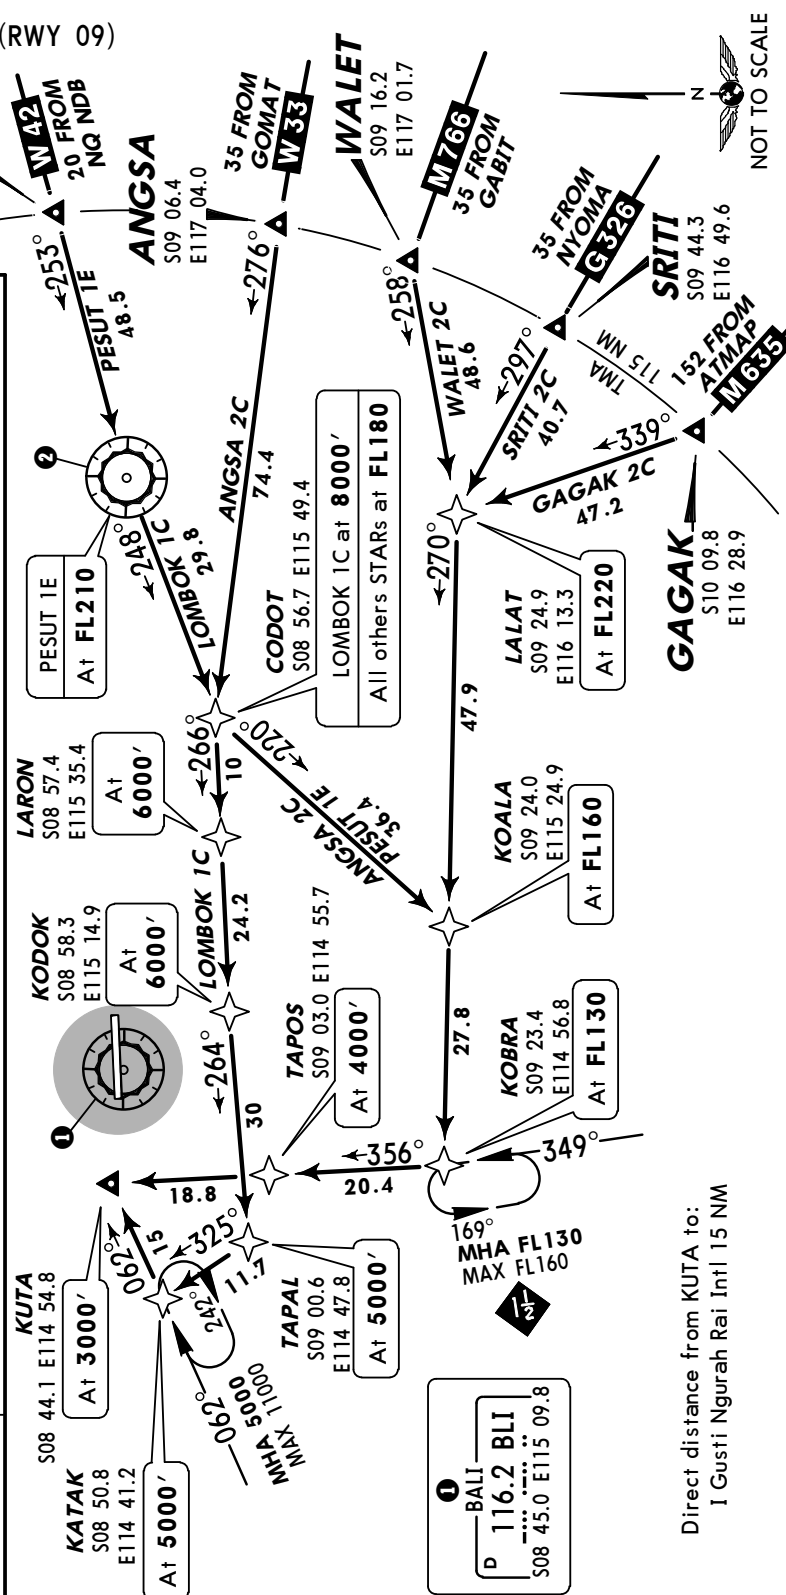 (RWY 09)
W 42
20 FROM
NQ NDB
ANGSA
S09 06.4
E117 04.0
35 FROM
GOMAT
W 33
WALET
S09 16.2
E117 01.7
M 766
35 FROM
GABIT
35 FROM
NYOMA
G 326
SRITI
S09 44.3
E116 49.6
152 FROM
ATMAP
M 635
TMA 115 NM
N
NOT TO SCALE
253°
PESUT 1E
48.5
276°
ANGSA 2C
74.4
258°
WALET 2C
48.6
297°
SRITI 2C
40.7
339°
GAGAK 2C
47.2
GAGAK
S10 09.8
E116 28.9
2
PESUT 1E
At FL210
248°
LOMBOK 1C
29.8
CODOT
S08 56.7 E115 49.4
LOMBOK 1C at 8000'
All others STARs at FL180
270°
LALAT
S09 24.9
E116 13.3
At FL220
47.9
LARON
S08 57.4
E115 35.4
At
6000'
266°
10
220°
ANGSA 2C
PESUT 1E
36.4
KODOK
S08 58.3
E115 14.9
At
6000'
LOMBOK 1C
24.2
KOALA
S09 24.0
E115 24.9
At FL160
27.8
1
264°
30
TAPOS
S09 03.0 E114 55.7
At 4000'
KOBRA
S09 23.4
E114 56.8
At FL130
356°
20.4
349°
169°
MHA FL130
MAX FL160
1 1/2
18.8
KUTA
S08 44.1 E114 54.8
At 3000'
062°
15
325°
11.7
TAPAL
S09 00.6
E114 47.8
At 5000'
242°
062°
MHA 5000
MAX 11000
KATAK
S08 50.8
E114 41.2
At 5000'
1
BALI
D 116.2 BLI
S08 45.0 E115 09.8
Direct distance from KUTA to:
I Gusti Ngurah Rai Intl 15 NM